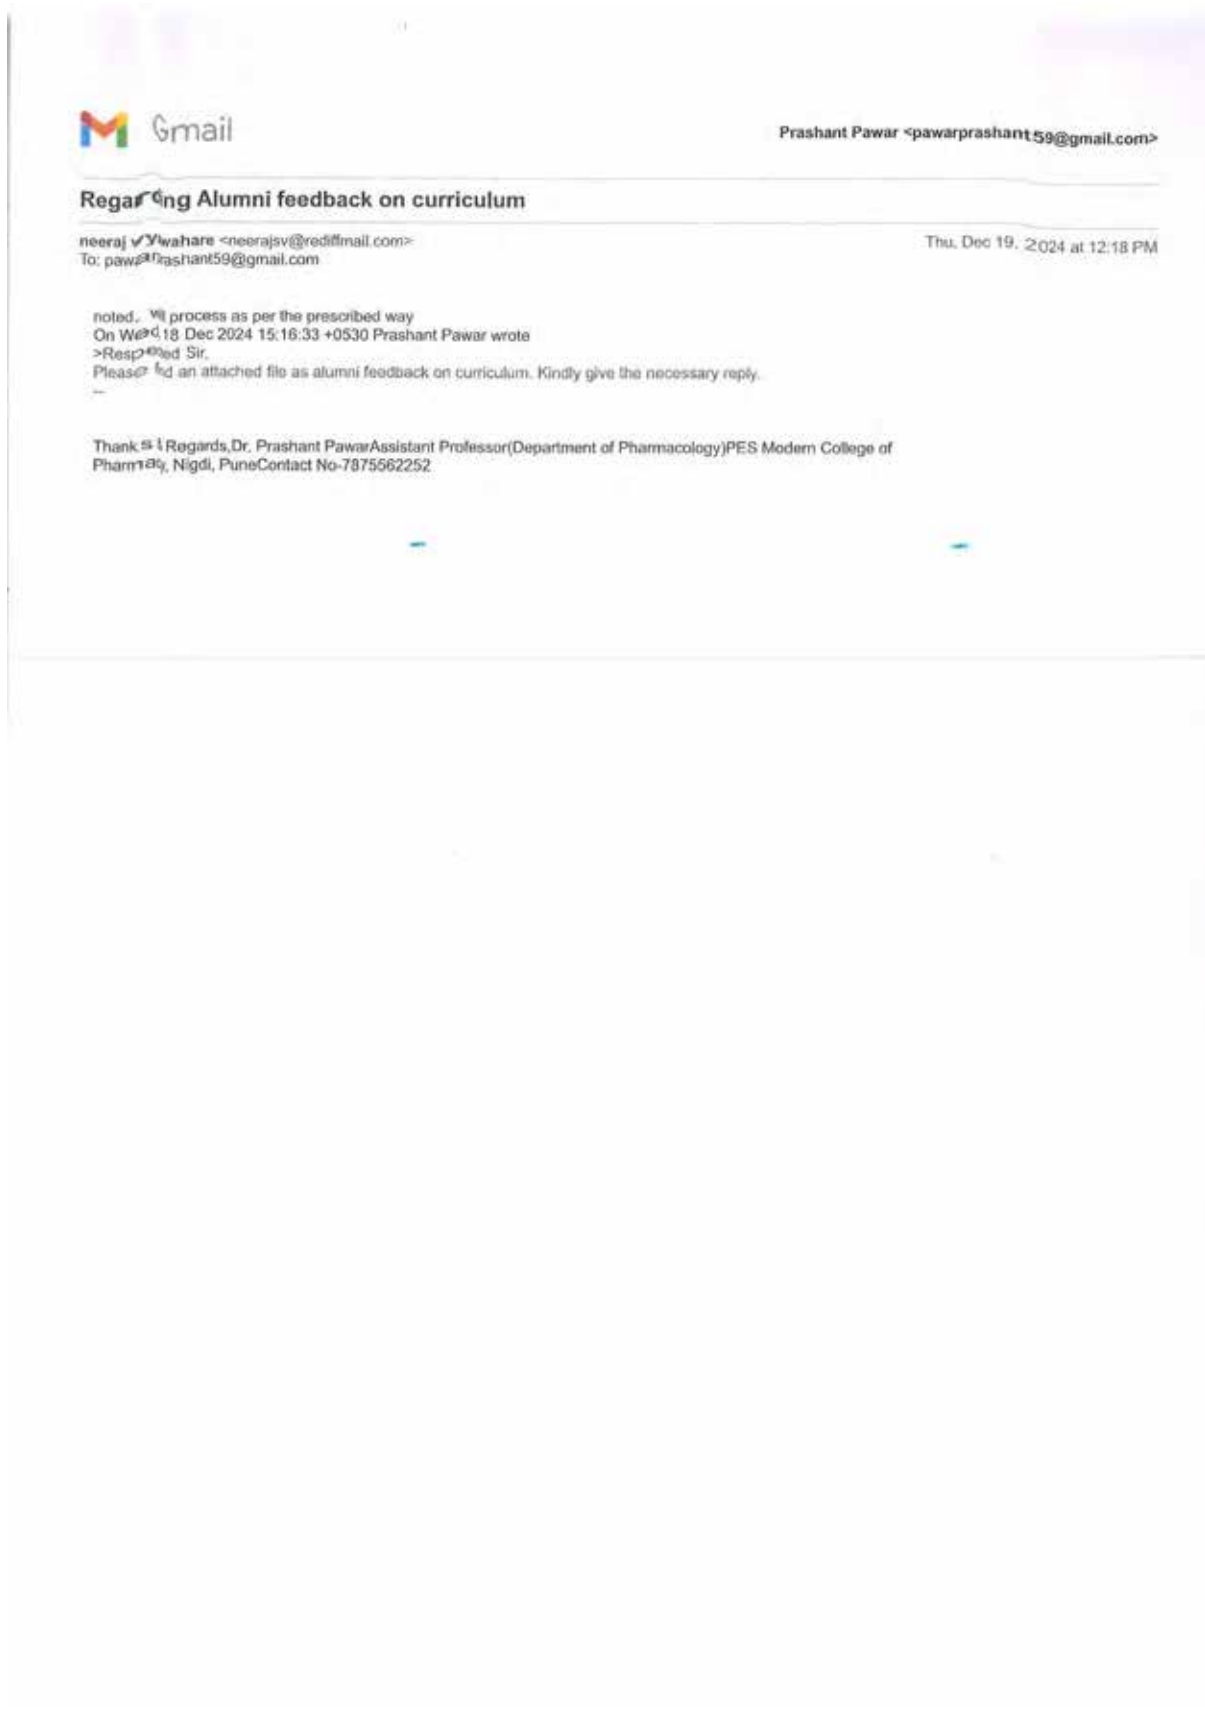 Gmail
Prashant Pawar <pawarprashant59@gmail.com>
Regarding Alumni feedback on curriculum
neeraj <neerajsv@rediffmail.com>
Thu, Dec 19, 2024 at 12:18 PM
To: pawarprashant59@gmail.com
noted. process as per the prescribed way
On Wed 18 Dec 2024 15:16:33 +0530 Prashant Pawar wrote
>Respected Sir,
Please find an attached file as alumni feedback on curriculum. Kindly give the necessary reply.
--
Regards,Dr. Prashant PawarAssistant Professor(Department of Pharmacology)PES Modern College of
Pharmacy, Nigdi, PuneContact No-7875562252